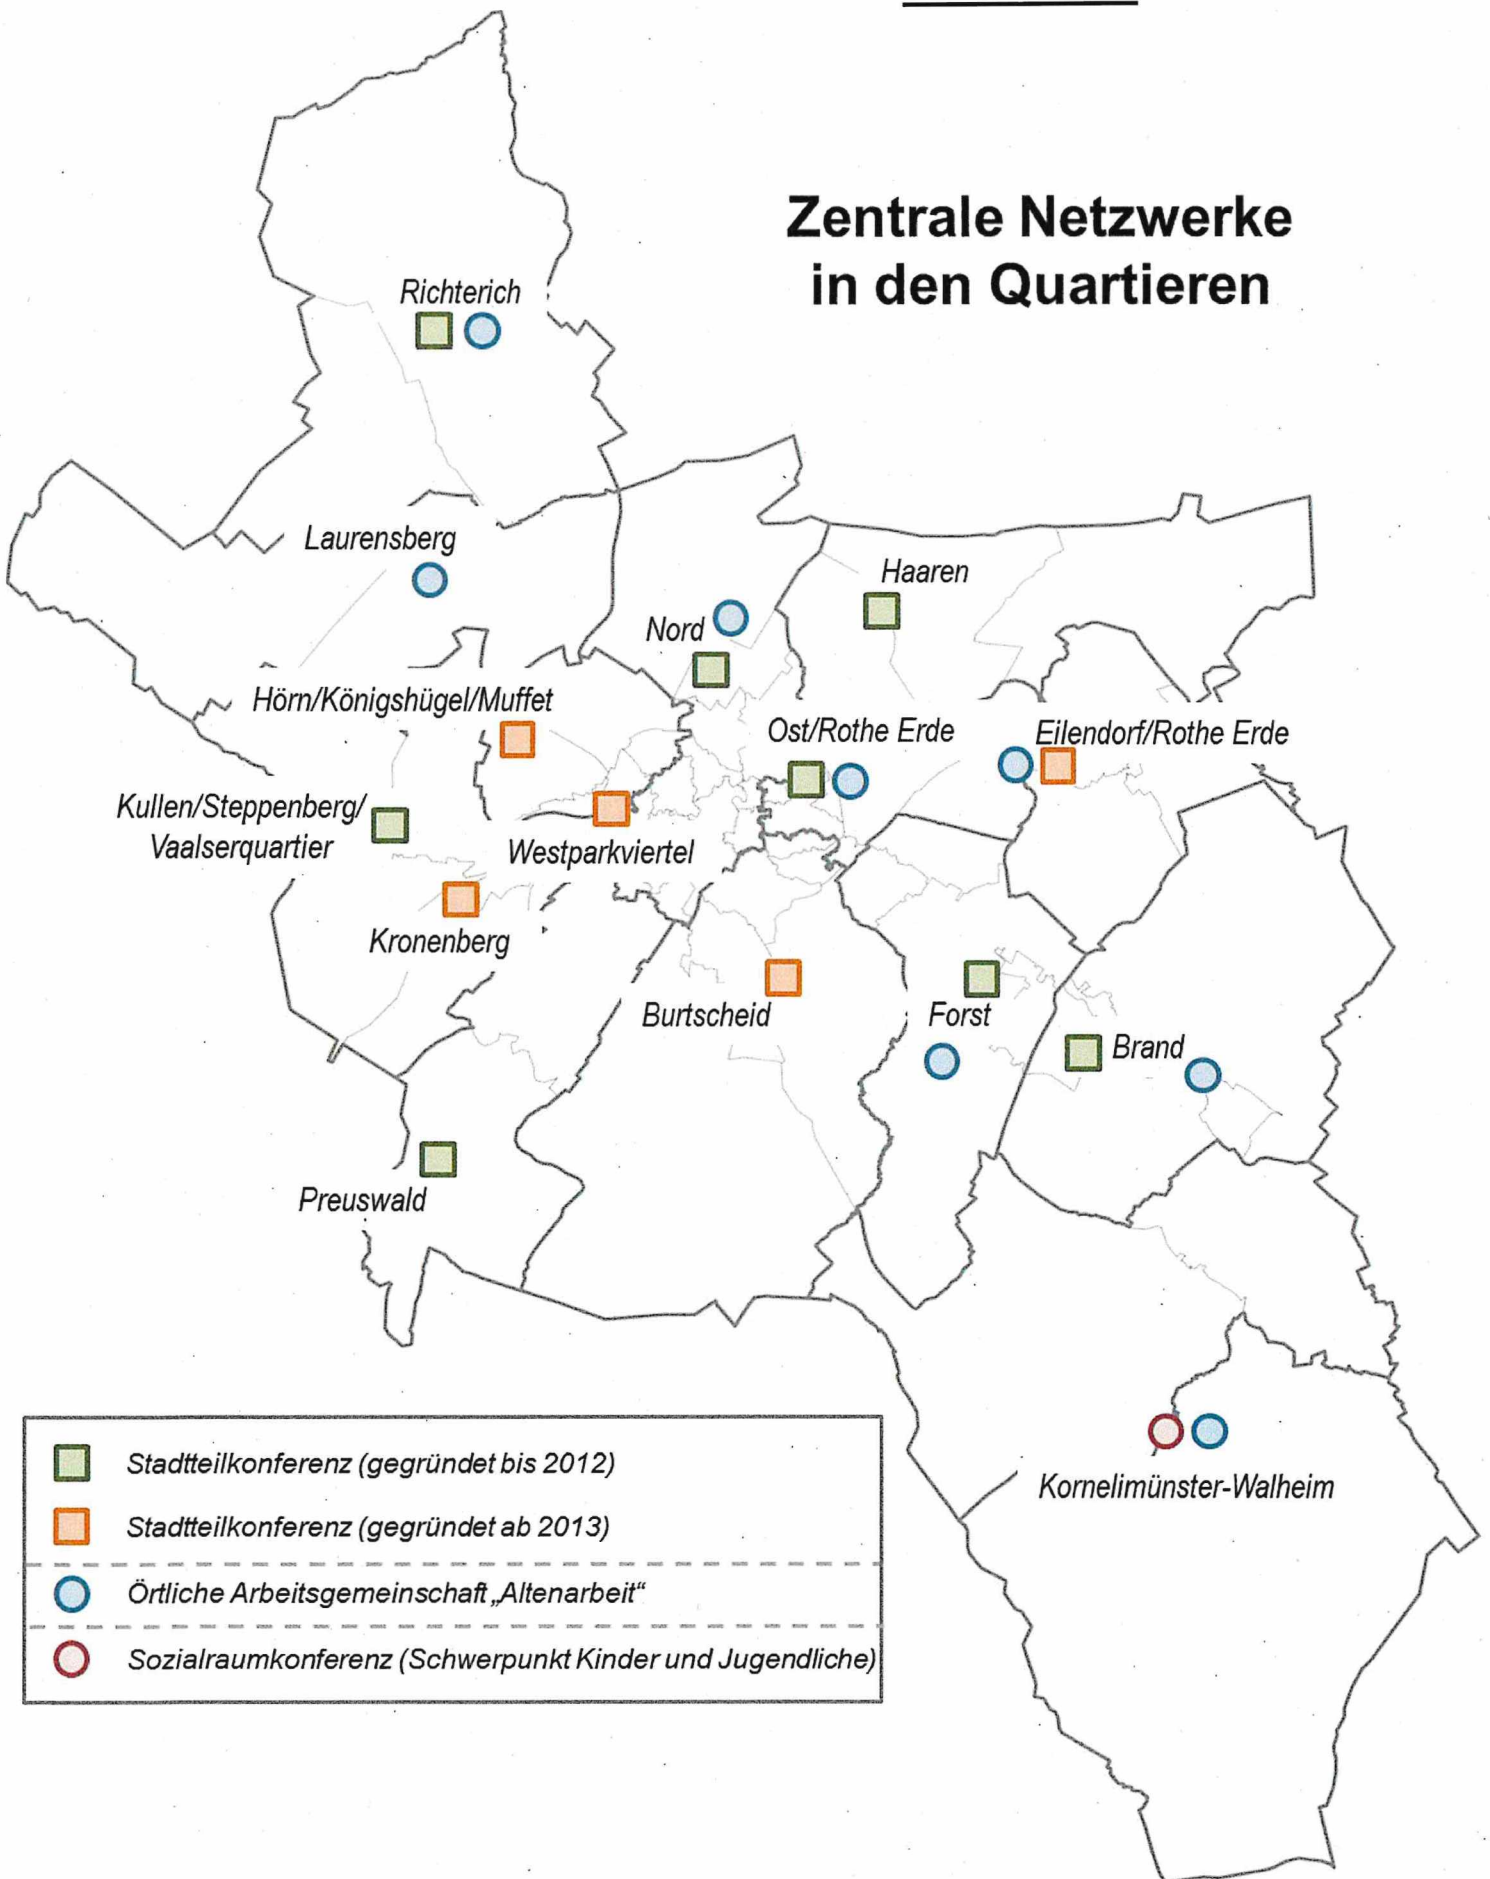 Zentrale Netzwerke
in den Quartieren
Richterich
Laurensberg
Haaren
Nord
Hörn/Königshügel/Muffet
Ost/Rothe Erde
Eilendorf/Rothe Erde
Kullen/Steppenberg/
Vaalserquartier
Westparkviertel
Kronenberg
Burtscheid
Forst
Brand
Preuswald
Kornelimünster-Walheim
Stadtteilkonferenz (gegründet bis 2012)
Stadtteilkonferenz (gegründet ab 2013)
Örtliche Arbeitsgemeinschaft „Altenarbeit“
Sozialraumkonferenz (Schwerpunkt Kinder und Jugendliche)